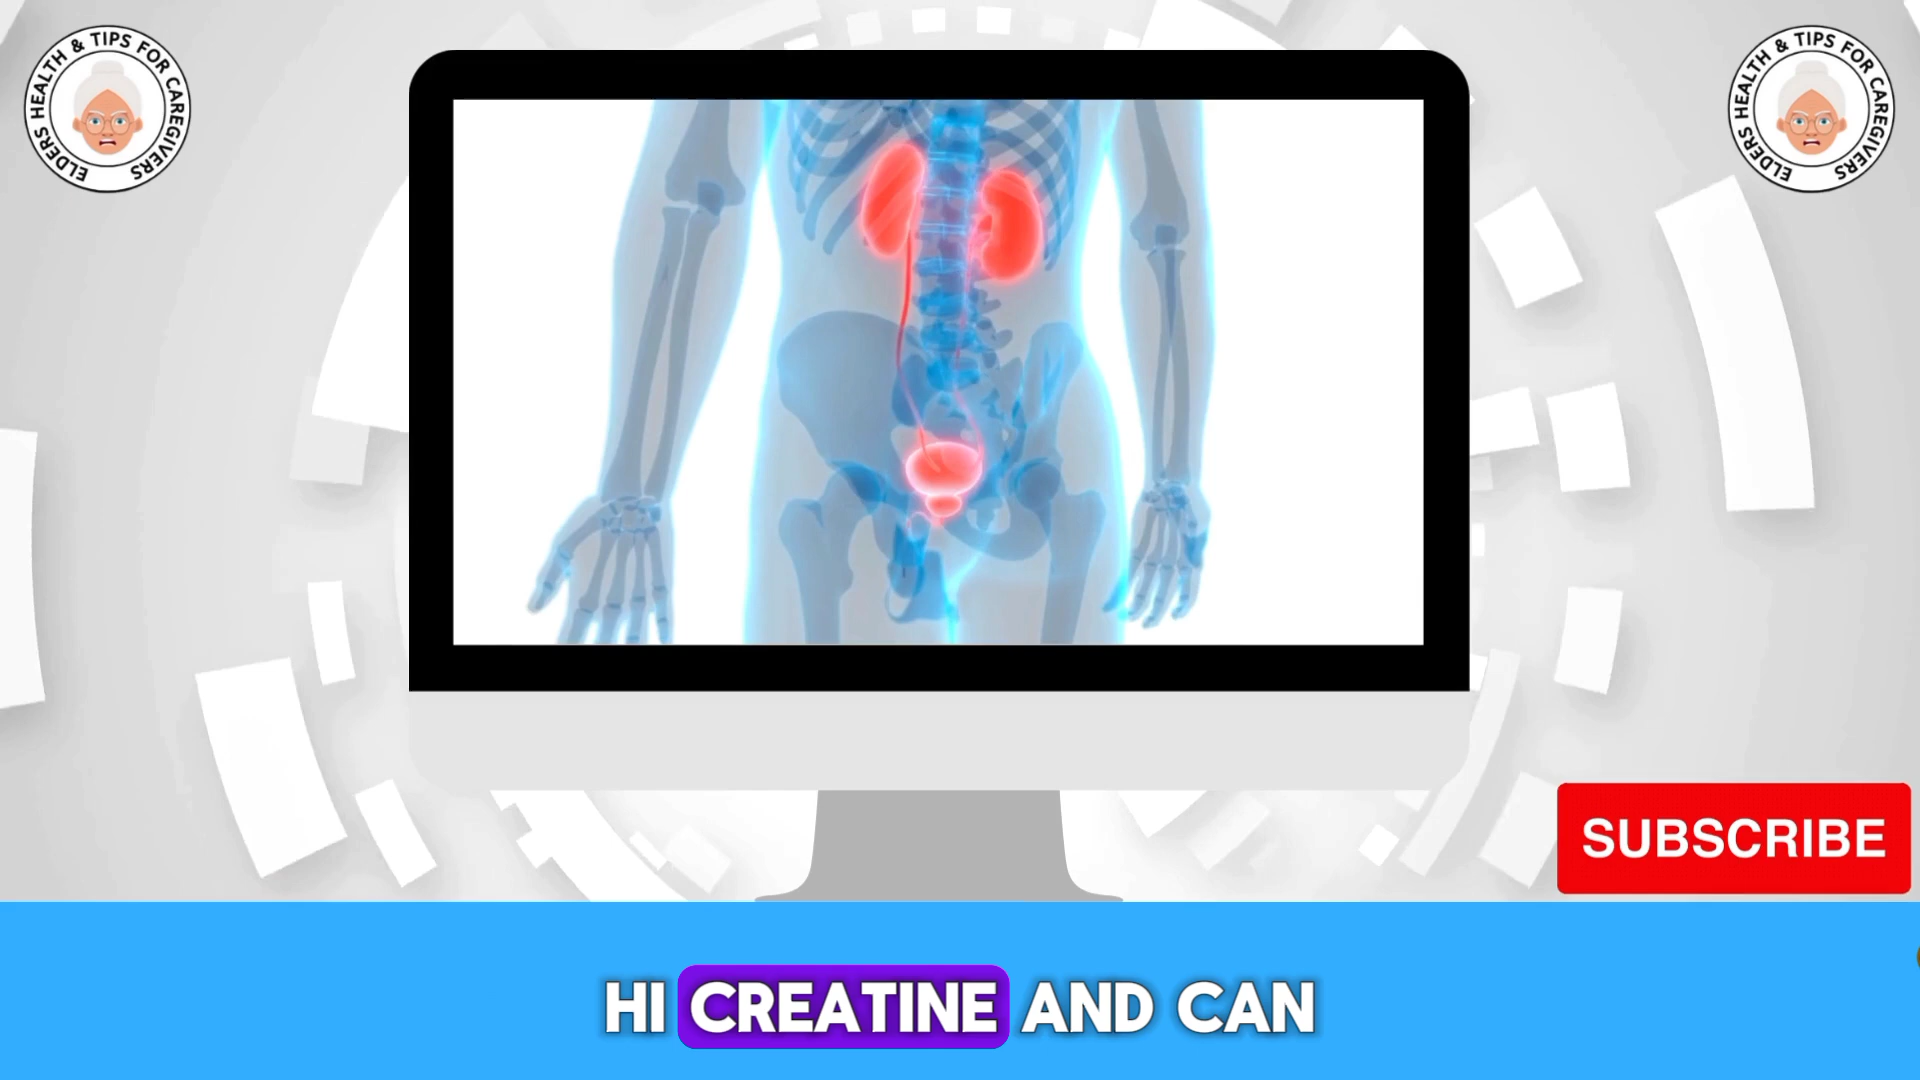 ELDERS HEALTH & TIPS FOR CAREGIVERS
ELDERS HEALTH & TIPS FOR CAREGIVERS
SUBSCRIBE
HI CREATINE AND CAN